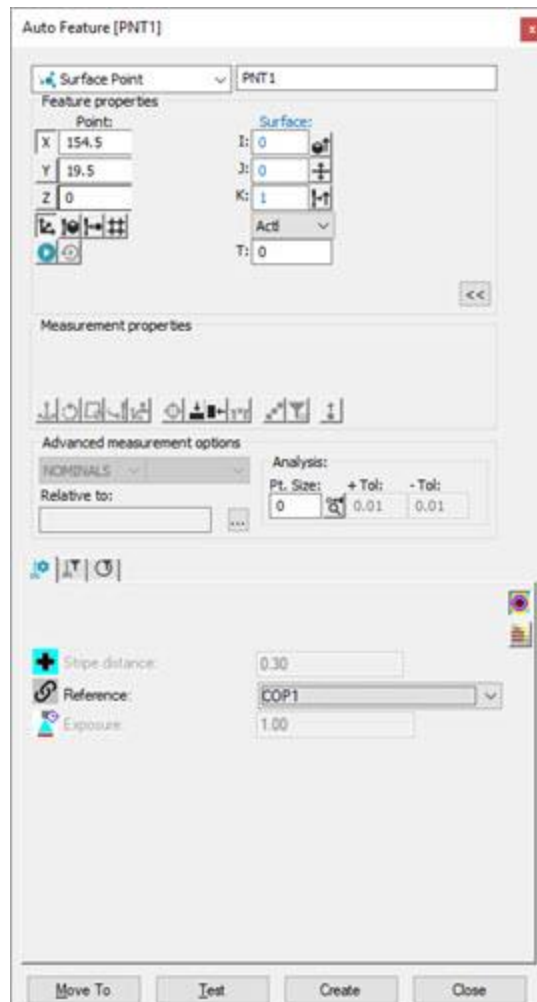 Auto Feature [PNT1]
x
Surface Point PNT1
Feature properties
Point: Surface:
X 154.5 I: 0
Y 19.5 J: 0
Z 0 K: 1
Actl
T: 0
<<
Measurement properties
Advanced measurement options
NOMINALS Analysis:
Pt. Size: + Tol: - Tol:
Relative to: 0 0.01 0.01
...
Stripe distance: 0.30
Reference: COP1
Exposure: 1.00
Move To Test Create Close